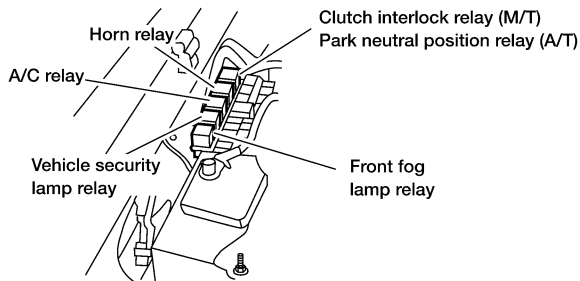 Clutch interlock relay (M/T)
Park neutral position relay (A/T)
Horn relay
A/C relay
Vehicle security
lamp relay
Front fog
lamp relay